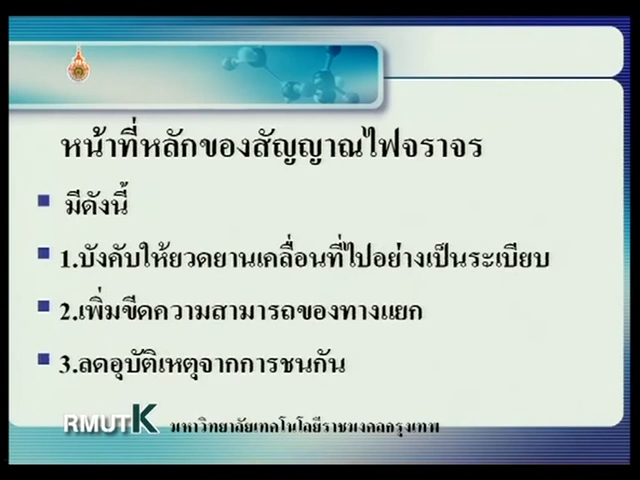 หน้าที่หลักของสัญญาณไฟจราจร
มีดังนี้
1.บังคับให้ยวดยานเคลื่อนที่ไปอย่างเป็นระเบียบ
2.เพิ่มขีดความสามารถของทางแยก
3.ลดอุบัติเหตุจากการชนกัน
RMUTK มหาวิทยาลัยเทคโนโลยีราชมงคลกรุงเทพ